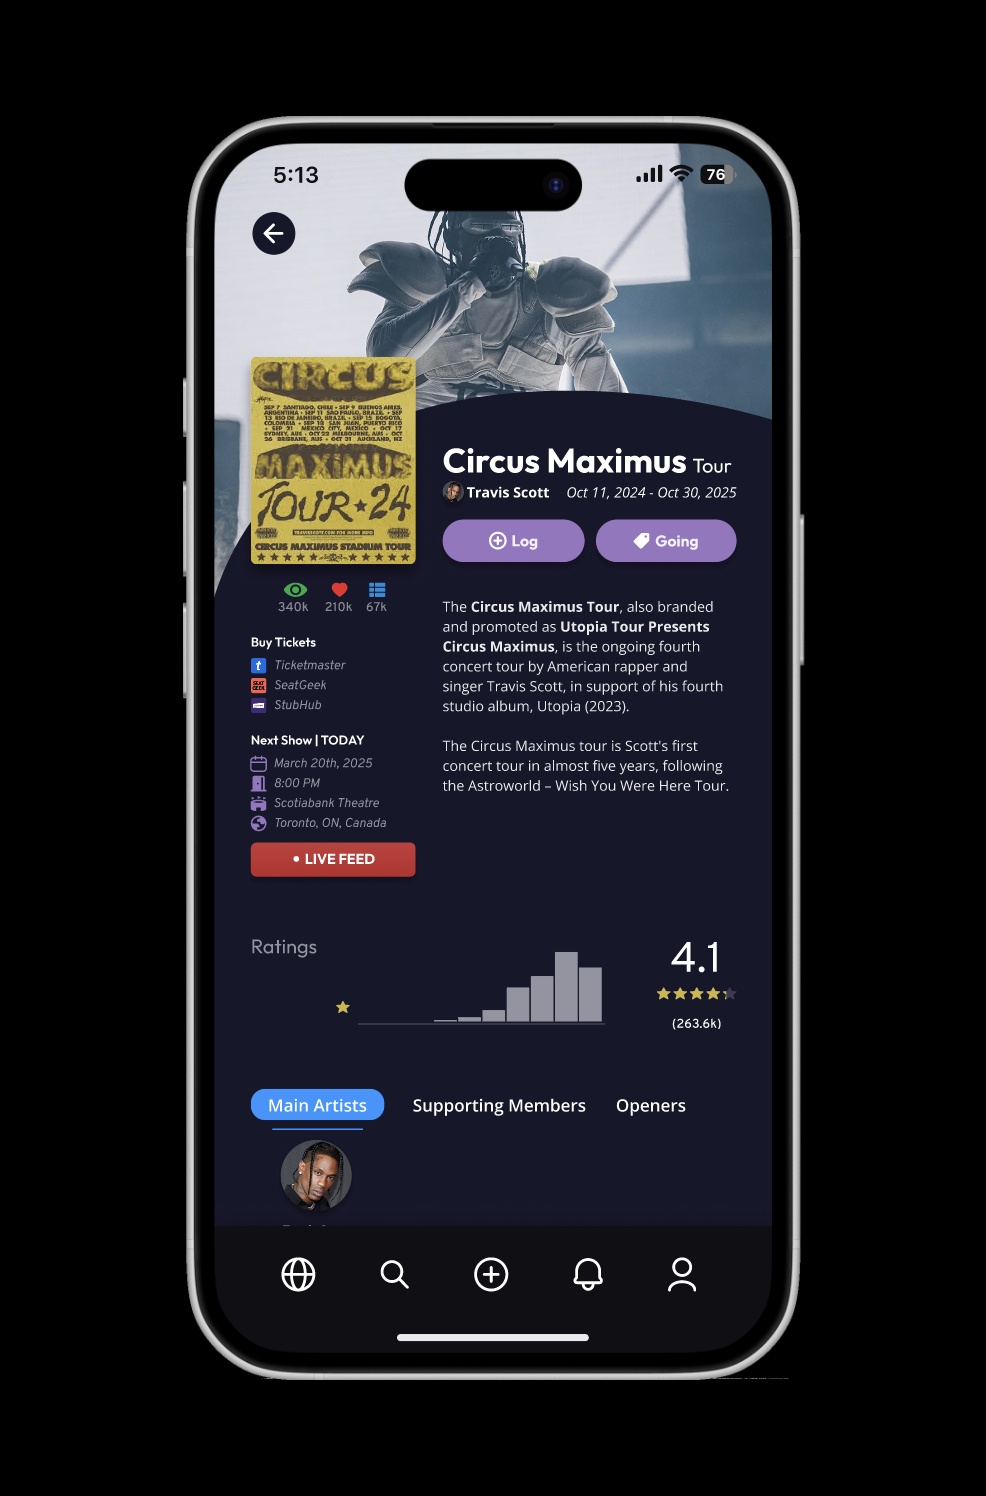 5:13
76
CIRCUS
SEP 7 SANTIAGO, CHILE • SEP 9 BUENOS AIRES,
ARGENTINA • SEP 11 SAO PAULO, BRAZIL • SEP
13 RIO DE JANEIRO, BRAZIL • SEP 15 BOGOTA,
COLOMBIA • SEP 18 SAN JUAN, PUERTO RICO
• SEP 21 MEXICO CITY, MEXICO • OCT 17
SYDNEY, AUS • OCT 22 MELBOURNE, AUS • OCT
26 BRISBANE, AUS • OCT 31 AUCKLAND, NZ
MAXIMUS
TOUR★24
TRAVISSCOTT.COM FOR MORE INFO
CIRCUS MAXIMUS STADIUM TOUR
Circus Maximus Tour
Travis Scott Oct 11, 2024 - Oct 30, 2025
Log
Going
340k 210k 67k
The Circus Maximus Tour, also branded
and promoted as Utopia Tour Presents
Circus Maximus, is the ongoing fourth
concert tour by American rapper and
singer Travis Scott, in support of his fourth
studio album, Utopia (2023).
The Circus Maximus tour is Scott's first
concert tour in almost five years, following
the Astroworld – Wish You Were Here Tour.
Buy Tickets
t Ticketmaster
SEAT
GEEK
SeatGeek
StubHub
Next Show | TODAY
March 20th, 2025
8:00 PM
Scotiabank Theatre
Toronto, ON, Canada
• LIVE FEED
Ratings
4.1
(263.6k)
Main Artists
Supporting Members
Openers